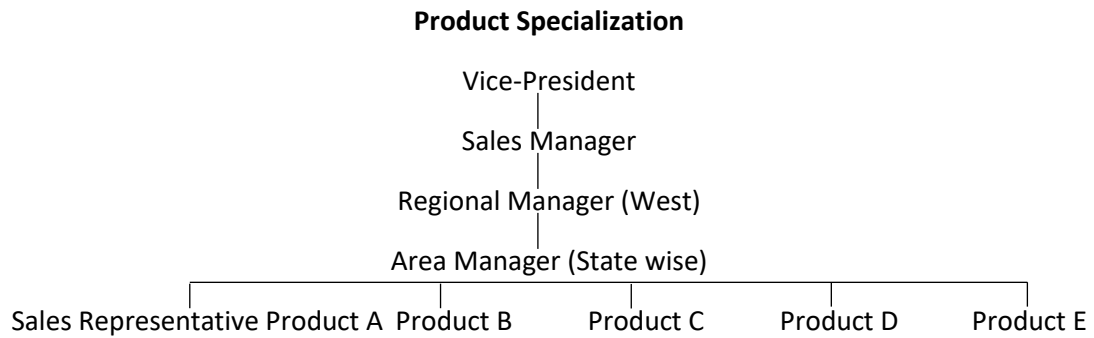 Product Specialization
Vice-President
Sales Manager
Regional Manager (West)
Area Manager (State wise)
Sales Representative Product A Product B Product C Product D Product E